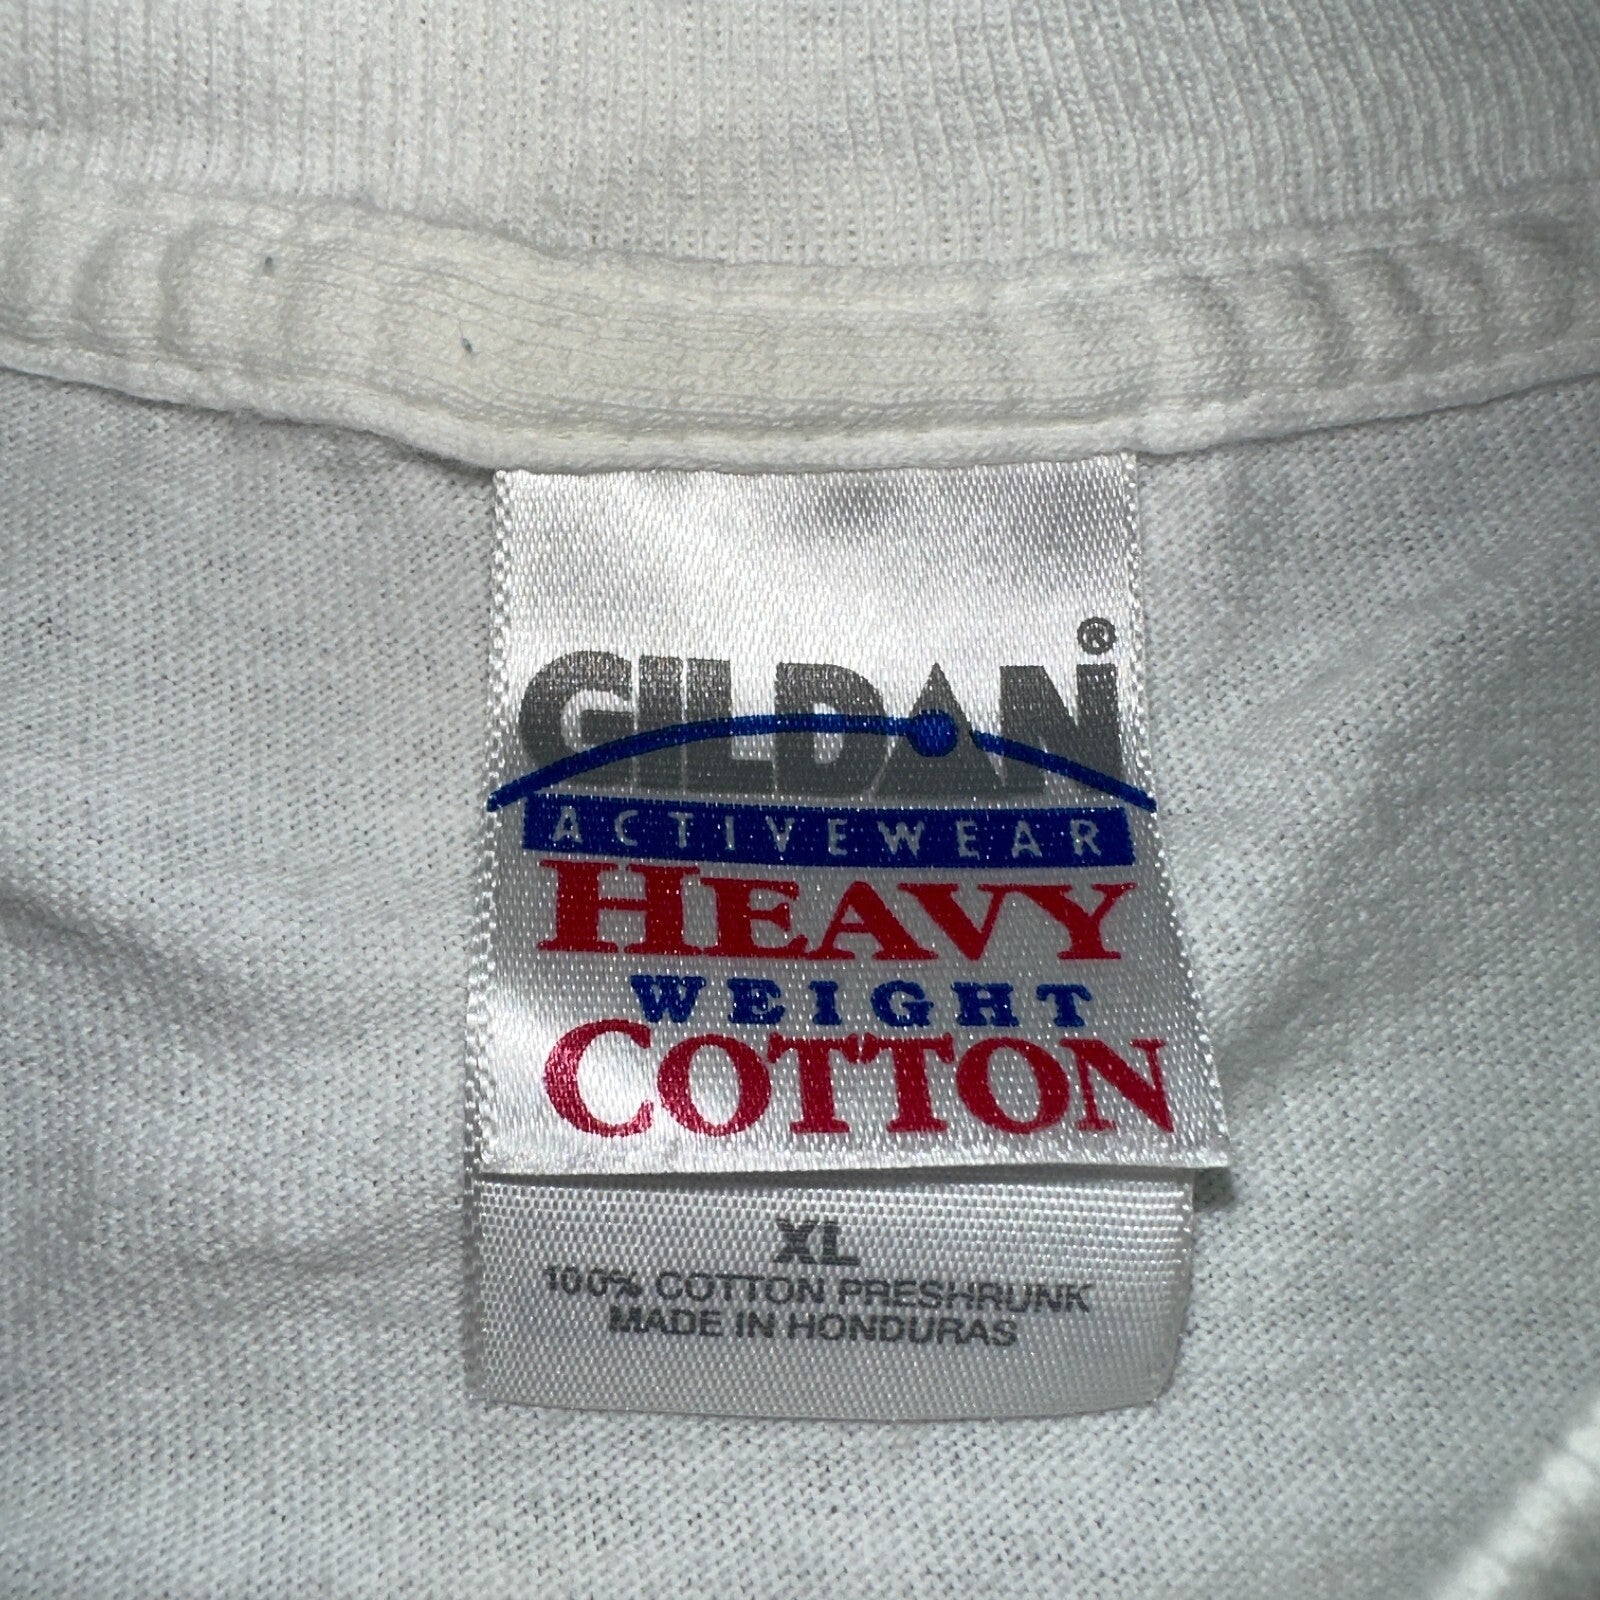 GILDAN®
ACTIVEWEAR
HEAVY
WEIGHT
COTTON
XL
100% COTTON PRESHRUNK
MADE IN HONDURAS